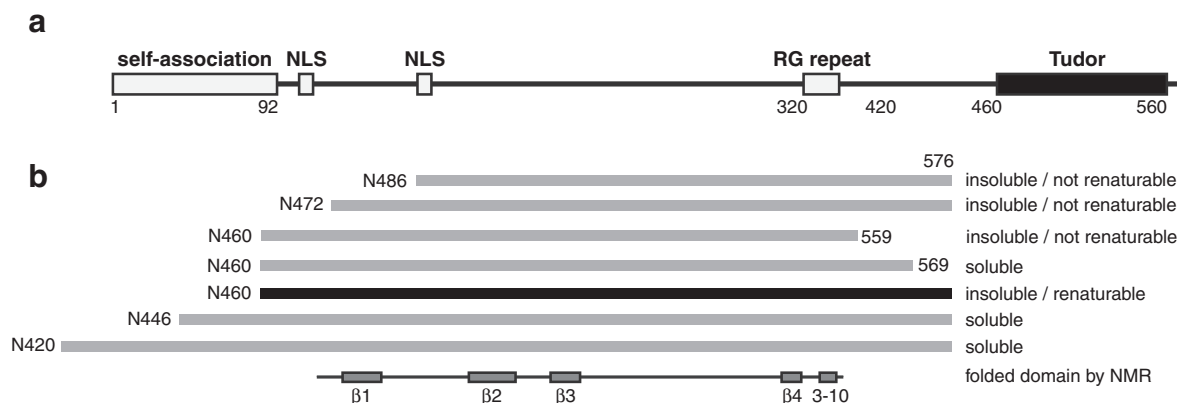 a
self-association NLS NLS RG repeat Tudor
1 92 320 420 460 560
b
576
N486 insoluble / not renaturable
N472 insoluble / not renaturable
N460 559 insoluble / not renaturable
N460 569 soluble
N460 insoluble / renaturable
N446 soluble
N420 soluble
folded domain by NMR
β1 β2 β3 β4 3-10